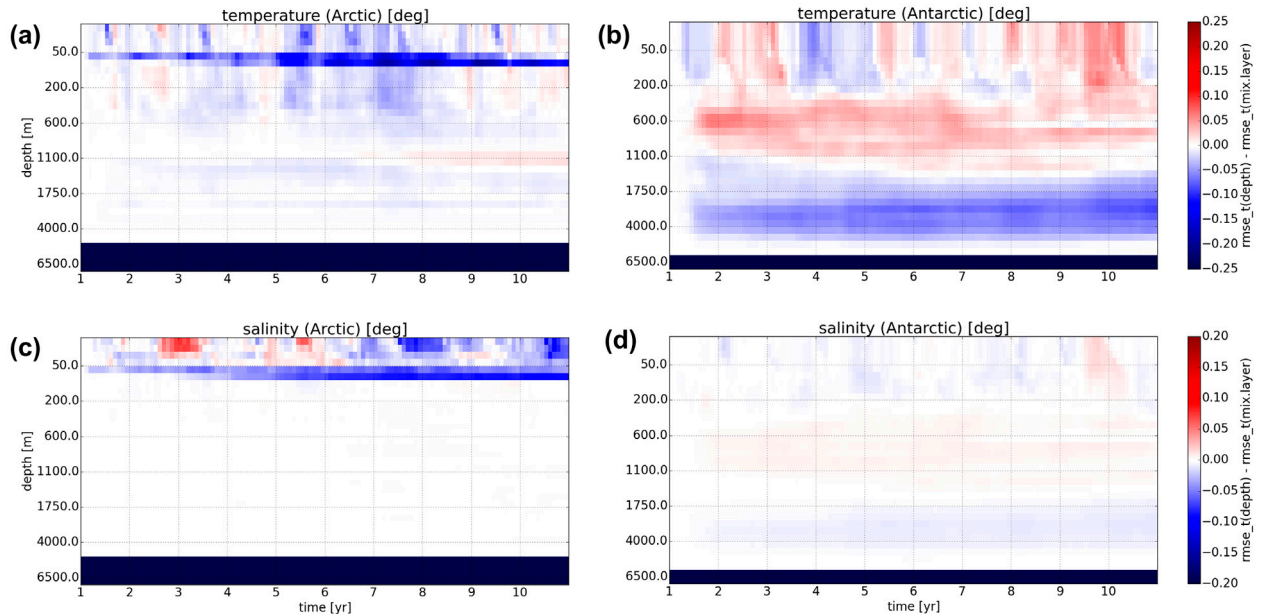 (a)
temperature (Arctic) [deg]
depth [m]
50.0
200.0
600.0
1100.0
1750.0
4000.0
6500.0
1 2 3 4 5 6 7 8 9 10
(b)
temperature (Antarctic) [deg]
50.0
200.0
600.0
1100.0
1750.0
4000.0
6500.0
1 2 3 4 5 6 7 8 9 10
0.25
0.20
0.15
0.10
0.05
0.00
−0.05
−0.10
−0.15
−0.20
−0.25
rmse_t(depth) - rmse_t(mix.layer)
(c)
salinity (Arctic) [deg]
depth [m]
50.0
200.0
600.0
1100.0
1750.0
4000.0
6500.0
1 2 3 4 5 6 7 8 9 10
time [yr]
(d)
salinity (Antarctic) [deg]
50.0
200.0
600.0
1100.0
1750.0
4000.0
6500.0
1 2 3 4 5 6 7 8 9 10
time [yr]
0.20
0.15
0.10
0.05
0.00
−0.05
−0.10
−0.15
−0.20
rmse_t(depth) - rmse_t(mix.layer)